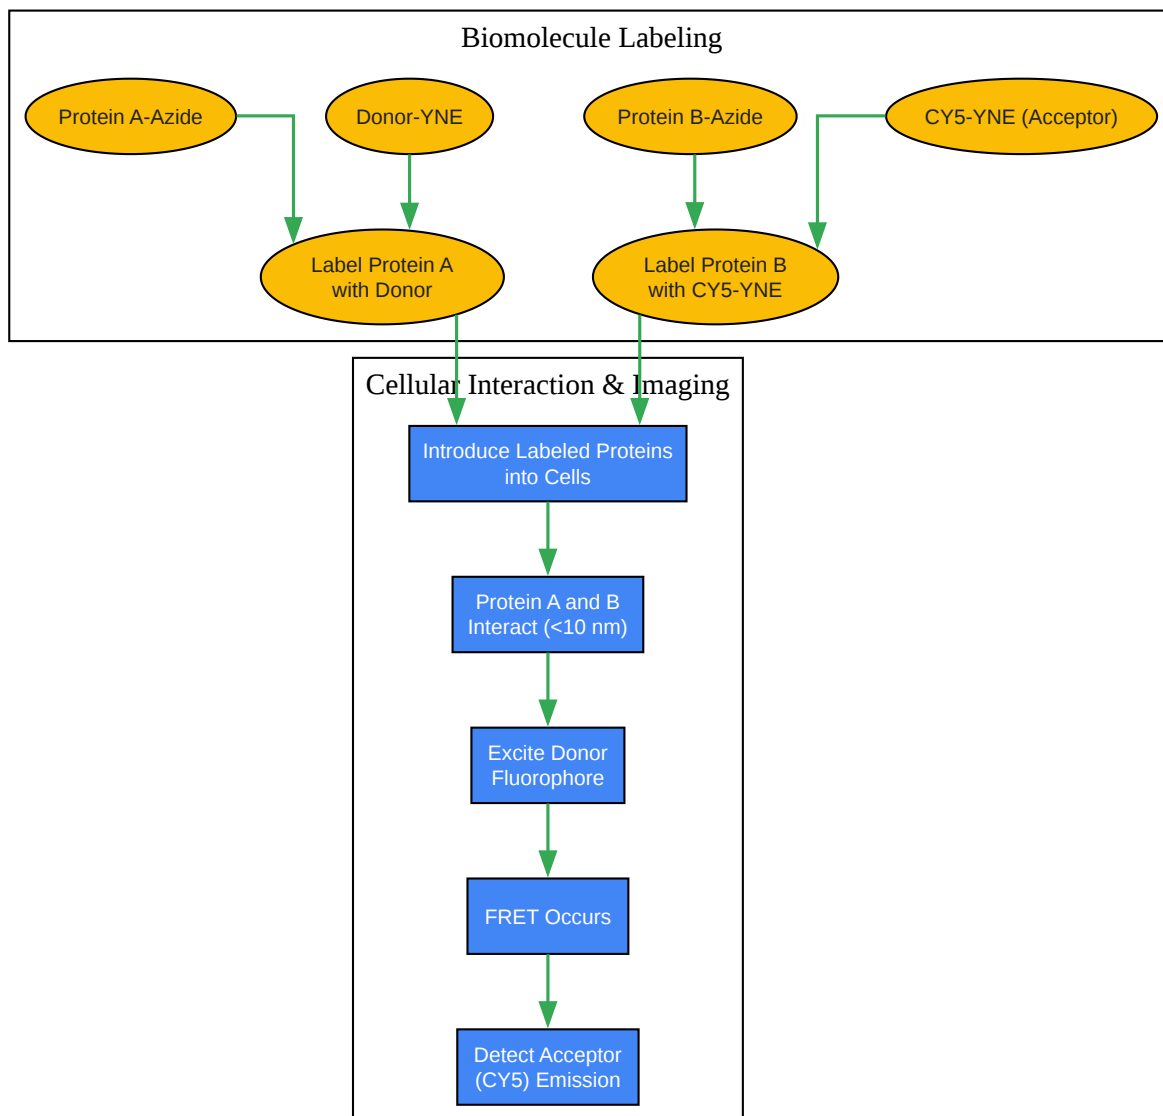 Biomolecule Labeling
Protein A-Azide
Donor-YNE
Protein B-Azide
CY5-YNE (Acceptor)
Label Protein A
with Donor
Label Protein B
with CY5-YNE
Cellular Interaction & Imaging
Introduce Labeled Proteins
into Cells
Protein A and B
Interact (<10 nm)
Excite Donor
Fluorophore
FRET Occurs
Detect Acceptor
(CY5) Emission